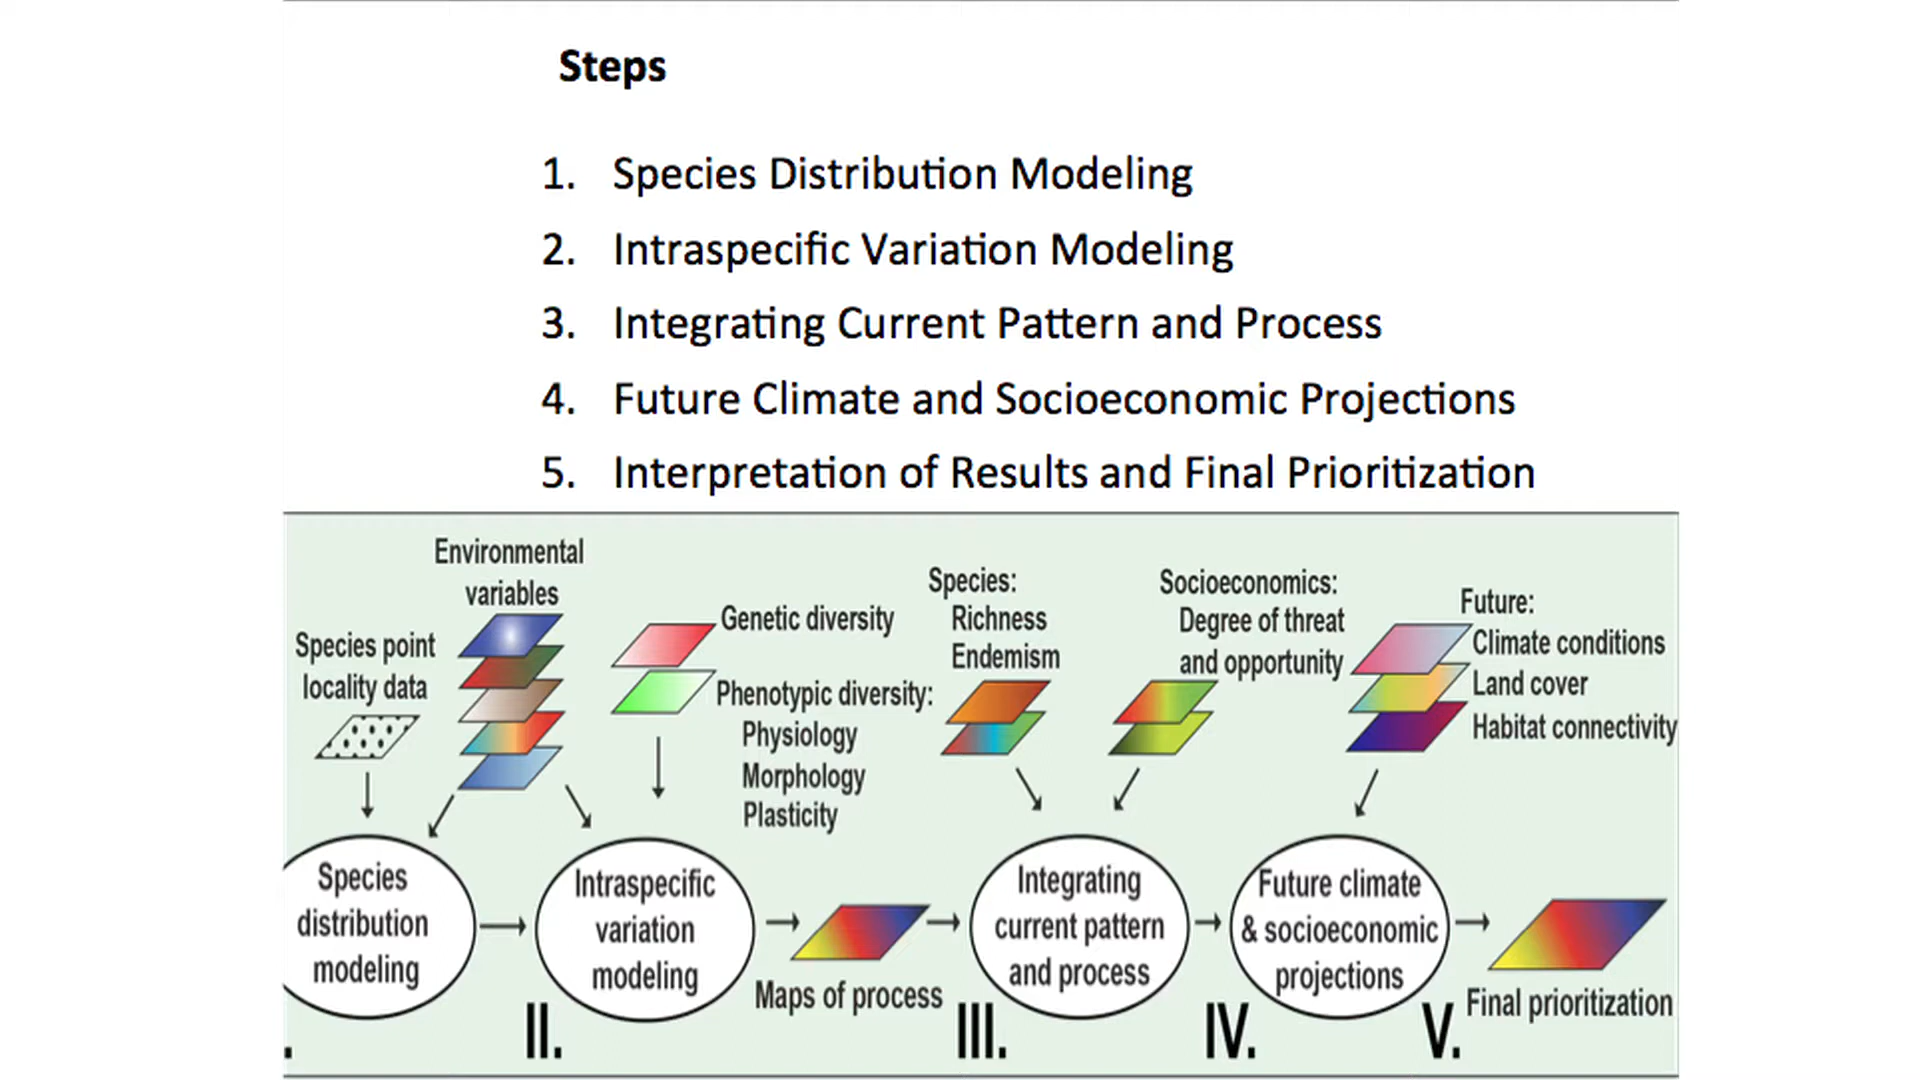 Steps
1. Species Distribution Modeling
2. Intraspecific Variation Modeling
3. Integrating Current Pattern and Process
4. Future Climate and Socioeconomic Projections
5. Interpretation of Results and Final Prioritization
Environmental
variables
Species point
locality data
Genetic diversity
Phenotypic diversity:
Physiology
Morphology
Plasticity
Species:
Richness
Endemism
Socioeconomics:
Degree of threat
and opportunity
Future:
Climate conditions
Land cover
Habitat connectivity
Species
distribution
modeling
Intraspecific
variation
modeling
Maps of process
Integrating
current pattern
and process
Future climate
& socioeconomic
projections
Final prioritization
.
II.
III.
IV.
V.